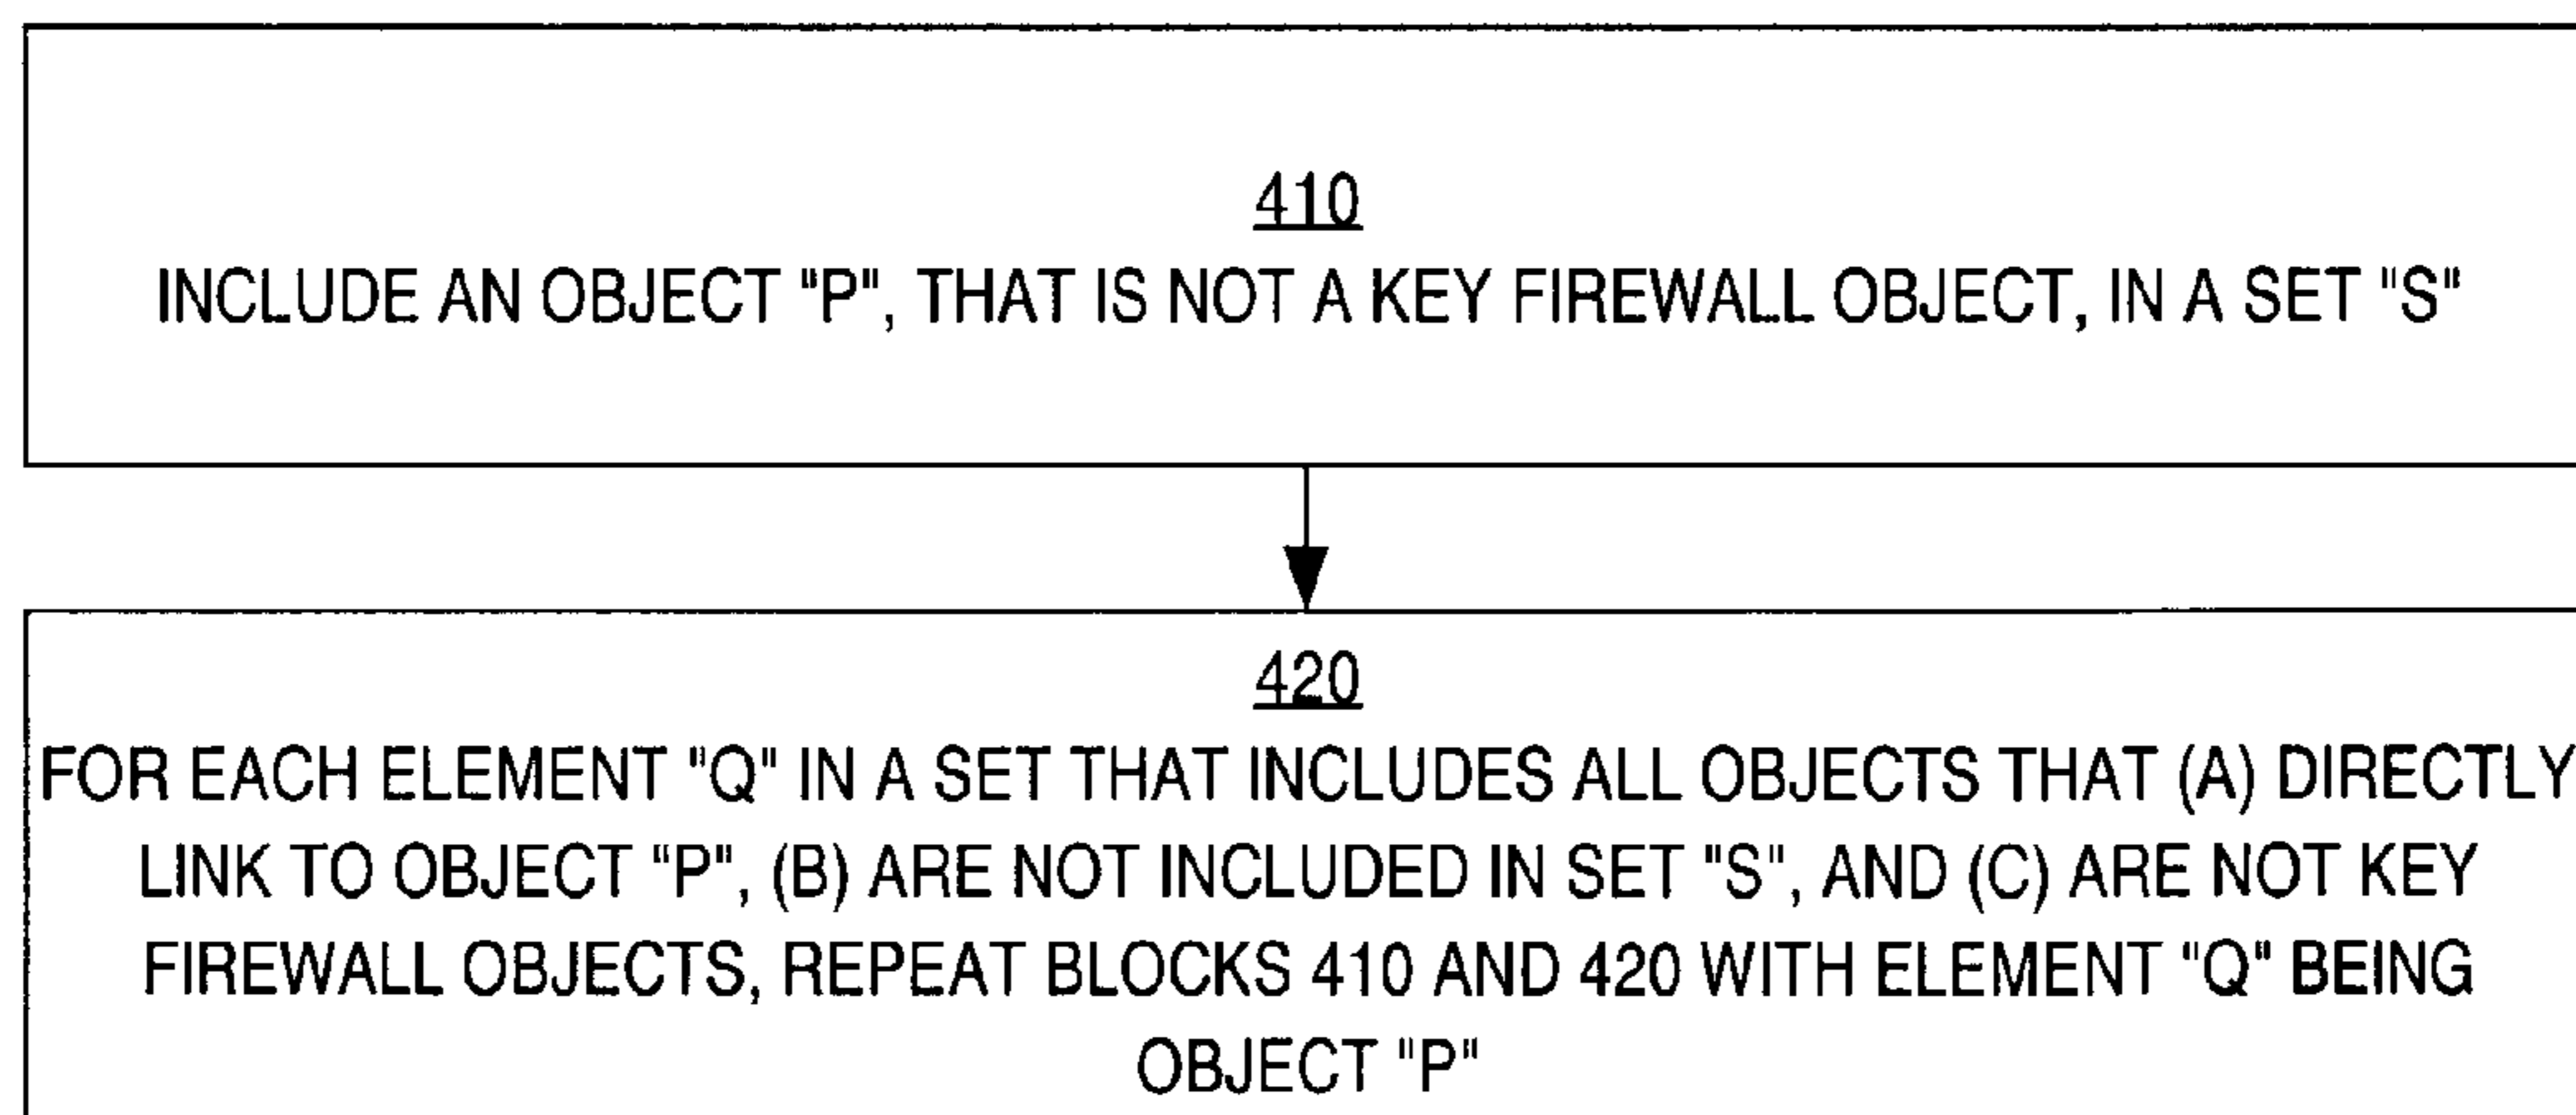 410
INCLUDE AN OBJECT "P", THAT IS NOT A KEY FIREWALL OBJECT, IN A SET "S"
420
FOR EACH ELEMENT "Q" IN A SET THAT INCLUDES ALL OBJECTS THAT (A) DIRECTLY
LINK TO OBJECT "P", (B) ARE NOT INCLUDED IN SET "S", AND (C) ARE NOT KEY
FIREWALL OBJECTS, REPEAT BLOCKS 410 AND 420 WITH ELEMENT "Q" BEING
OBJECT "P"